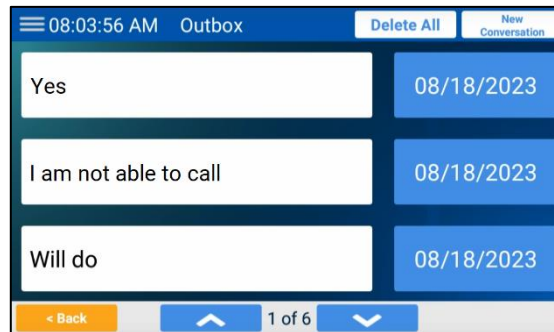 08:03:56 AM Outbox Delete All New Conversation
Yes 08/18/2023
I am not able to call 08/18/2023
Will do 08/18/2023
< Back 1 of 6